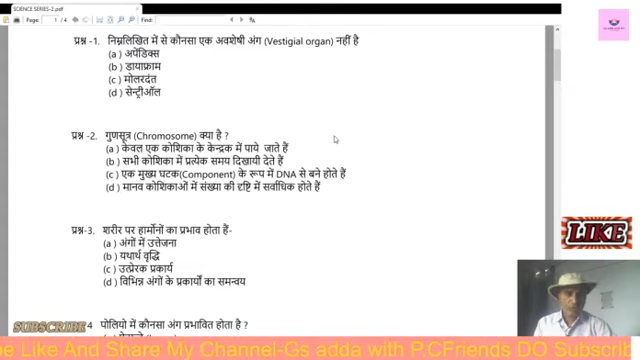 SCIENCE SERIES-2.pdf
Page: 1 / 4
Find:
प्रश्न -1. निम्नलिखित में से कौनसा एक अवशेषी अंग (Vestigial organ) नहीं है
(a ) अपेंडिक्स
(b ) डायाफ्राम
(c ) मोलरदंत
(d ) सेन्ट्रीऑल
प्रश्न -2. गुणसूत्र (Chromosome) क्या है ?
(a ) केवल एक कोशिका के केन्द्रक में पाये जाते हैं
(b ) सभी कोशिका में प्रत्येक समय दिखायी देते हैं
(c ) एक मुख्य घटक(Component) के रूप में DNA से बने होते हैं
(d ) मानव कोशिकाओं में संख्या की दृष्टि में सर्वाधिक होते हैं
प्रश्न-3. शरीर पर हार्मोनों का प्रभाव होता हैं-
(a ) अंगों में उत्तेजना
(b ) यथार्थ वृद्धि
(c ) उत्प्रेरक प्रकार्य
(d ) विभिन्न अंगों के प्रकार्यों का समन्वय
LIKE
SUBSCRIBE
4 पोलियो में कौनसा अंग प्रभावित होता है ?
e Like And Share My Channel-Gs adda with P.CFriends DO Subscrib